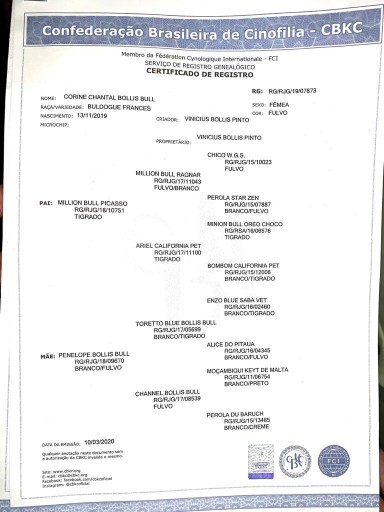 Confederação Brasileira de Cinofilia - CBKC
Membro da Fédération Cynologique Internationale - FCI
SERVIÇO DE REGISTRO GENEALÓGICO
CERTIFICADO DE REGISTRO
RG: RG/RJG/19/07873
NOME: CORINE CHANTAL BOLLIS BULL
SEXO: FÊMEA
RAÇA/VARIEDADE: BULDOGUE FRANCES
COR: FULVO
NASCIMENTO: 13/11/2019
CRIADOR: VINICIUS BOLLIS PINTO
MICROCHIP:
PROPRIETÁRIO: VINICIUS BOLLIS PINTO
CHICO W.G.S.
RG/RJG/15/10023
FULVO
MILLION BULL RAGNAR
RG/RJG/17/11043
FULVO/BRANCO
PEROLA STAR ZEN
RG/RJG/15/07887
BRANCO/FULVO
PAI: MILLION BULL PICASSO
RG/RJG/18/10751
TIGRADO
MINION BULL OREO CHOCO
RG/RSA/16/06576
TIGRADO
ARIEL CALIFORNIA PET
RG/RJG/17/11100
TIGRADO
BOMBOM CALIFORNIA PET
RG/RJG/15/12006
BRANCO/TIGRADO
ENZO BLUE SABA VET
RG/RJG/16/02460
BRANCO/TIGRADO
TORETTO BLUE BOLLIS BULL
RG/RJG/17/05699
BRANCO/TIGRADO
ALICE DO PITAUA
RG/RJG/16/04345
BRANCO/FULVO
MÃE: PENELOPE BOLLIS BULL
RG/RJG/18/09670
BRANCO/FULVO
MOÇAMBIQUI KEYT DE MALTA
RG/RJG/11/06754
BRANCO/PRETO
CHANNEL BOLLIS BULL
RG/RJG/17/08539
FULVO
PEROLA DU BARUCH
RG/RJG/15/13485
BRANCO/CREME
DATA DA EMISSÃO: 10/03/2020
Qualquer anotação neste documento sem
a autorização da CBKC invalida o mesmo.
Site: www.cbkc.org
E-mail: cbkc@cbkc.org
Facebook: facebook.com/cbkcoficial
Instagram: @cbkcoficial
FCI